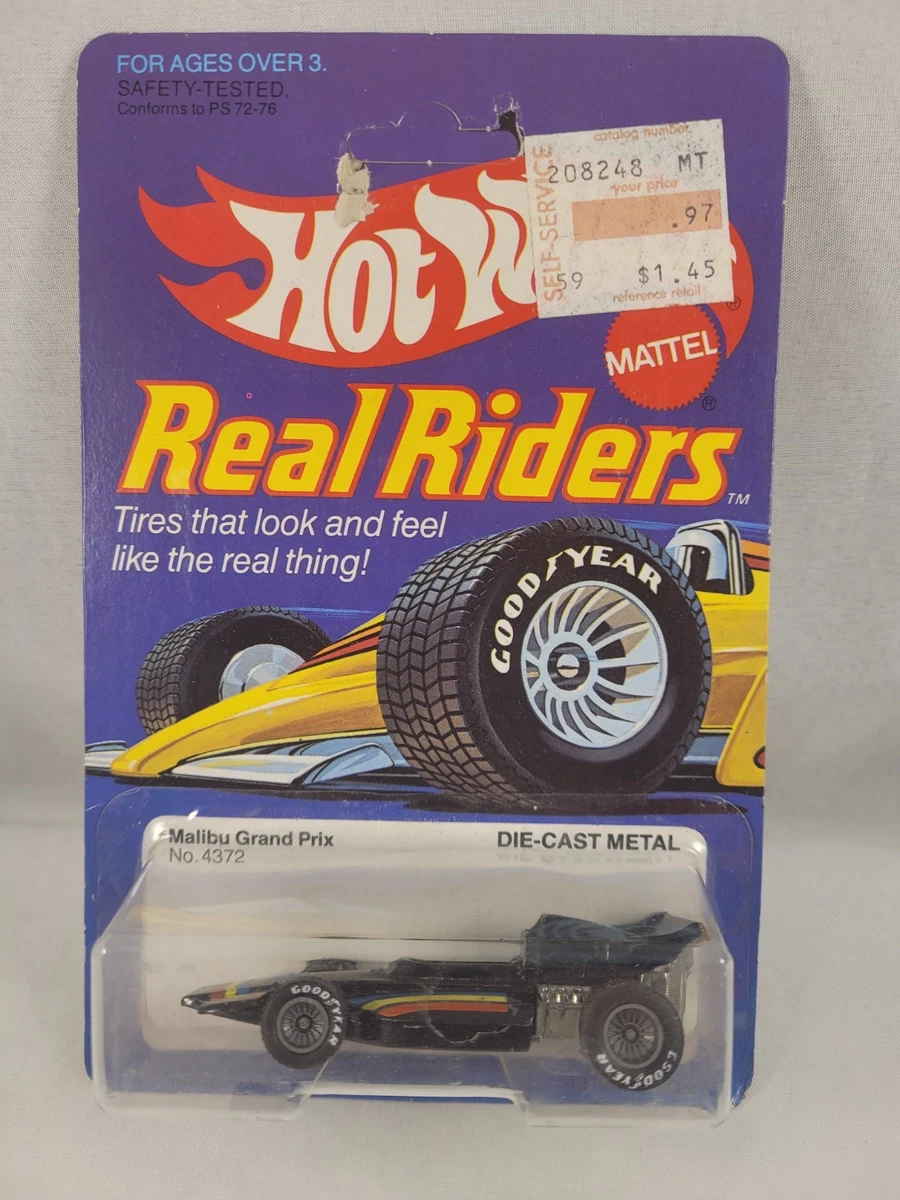 FOR AGES OVER 3.
SAFETY-TESTED.
Conforms to PS 72-76
catalog number
208248 MT
your price
.97
SELF-SERVICE
59 $1.45
reference retail
HOT W
®
MATTEL
®
Real Riders
TM
Tires that look and feel
like the real thing!
GOODYEAR
Malibu Grand Prix
No. 4372
DIE-CAST METAL
GOODYEAR
GOODYEAR